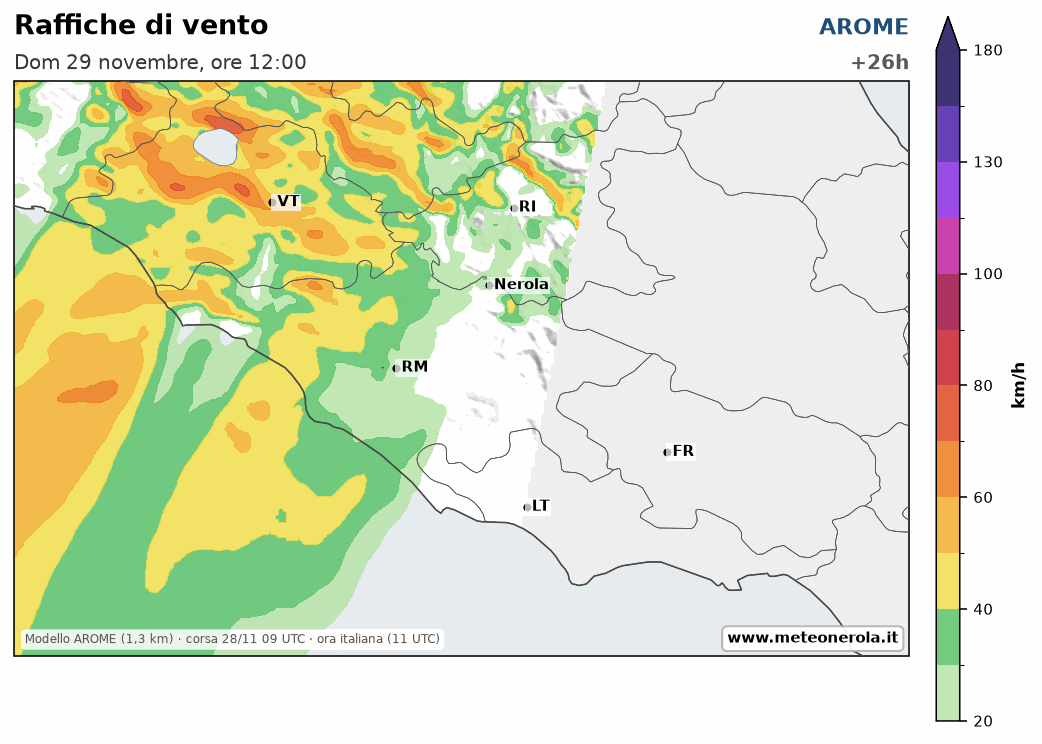 Raffiche di vento
AROME
Dom 29 novembre, ore 12:00
+26h
180
130
100
80
60
40
20
km/h
VT
RI
Nerola
RM
FR
LT
Modello AROME (1,3 km) · corsa 28/11 09 UTC · ora italiana (11 UTC)
www.meteonerola.it